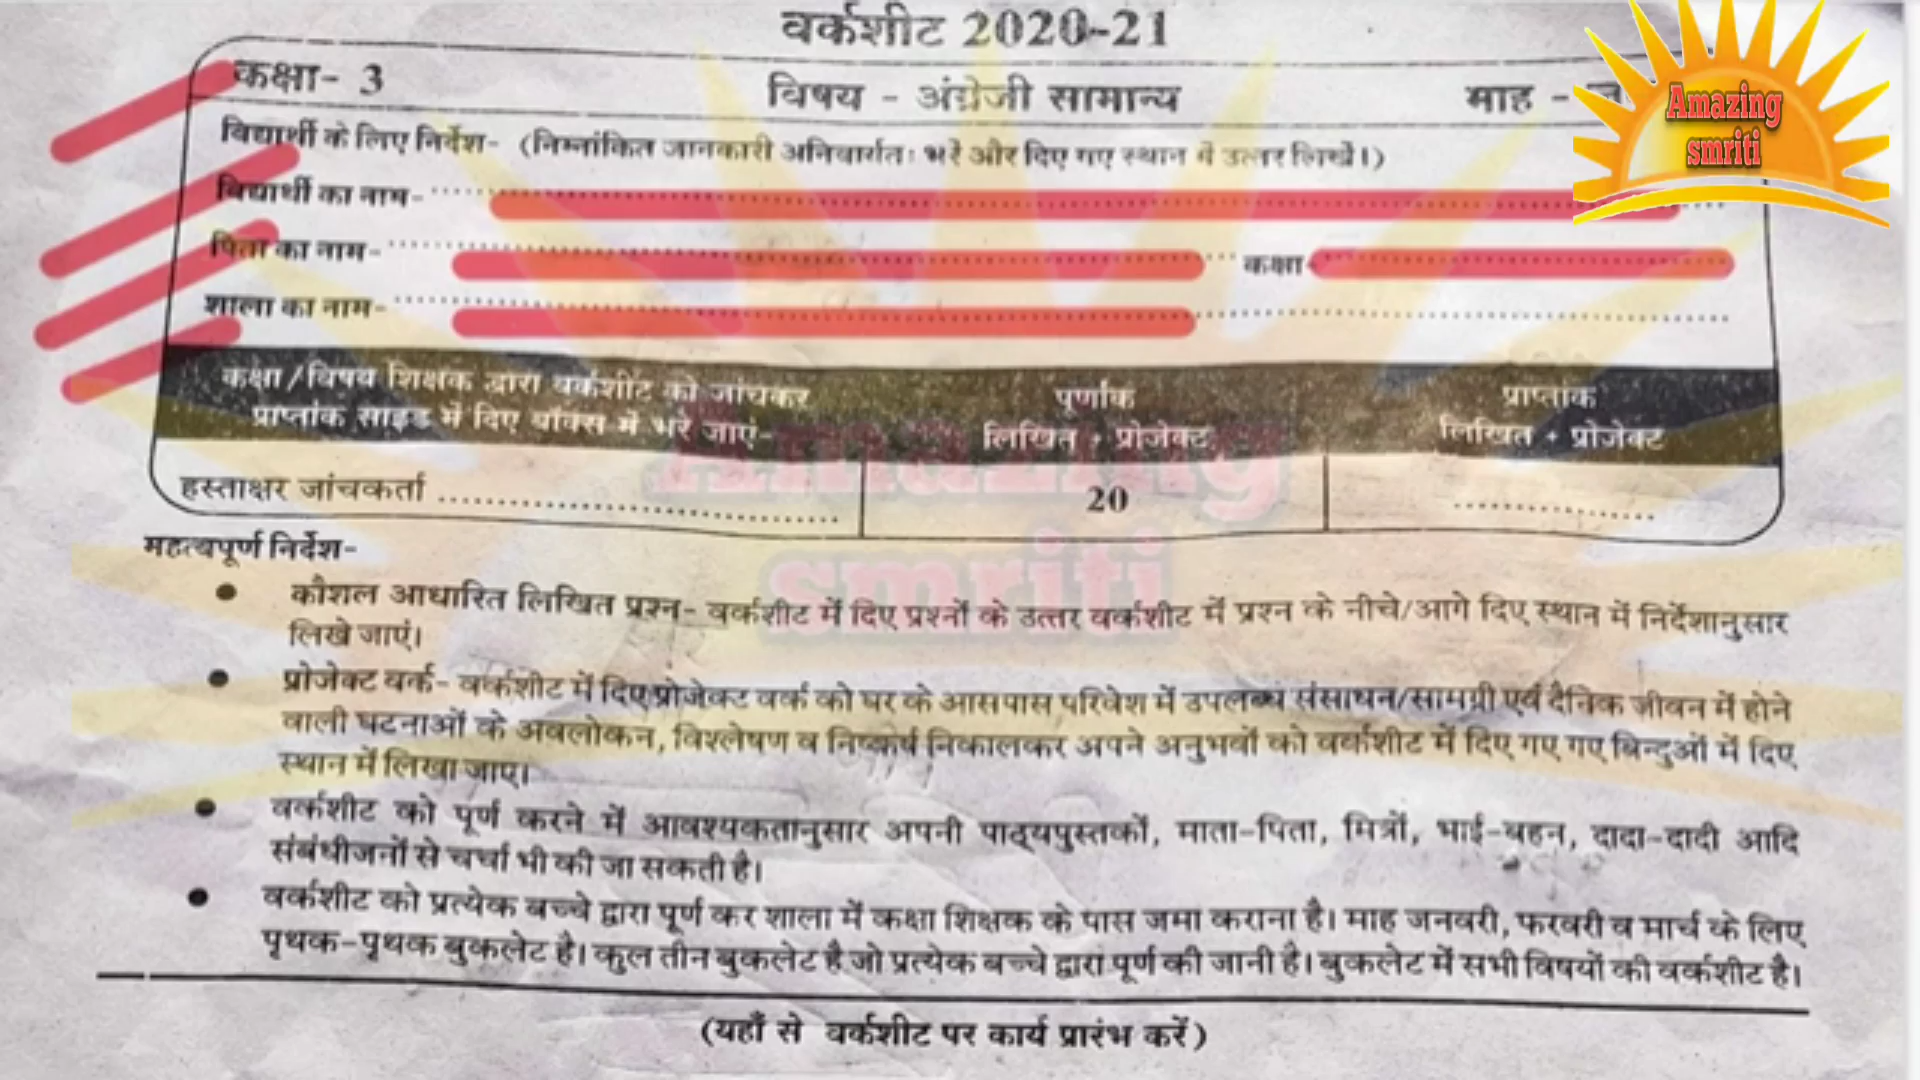 वर्कशीट 2020-21
कक्षा- 3 विषय - अंग्रेजी सामान्य माह -
Amazing
smriti
विद्यार्थी के लिए निर्देश- (निम्नांकित जानकारी अनिवार्यतः भरें और दिए गए स्थान में उत्तर लिखें।)
विद्यार्थी का नाम-
पिता का नाम- कक्षा-
शाला का नाम-
कक्षा/विषय शिक्षक द्वारा वर्कशीट को जांचकर पूर्णांक प्राप्तांक
प्राप्तांक साइड में दिए बॉक्स में भरे जाएं- लिखित + प्रोजेक्ट लिखित + प्रोजेक्ट
हस्ताक्षर जांचकर्ता 20
Amazing
smriti
महत्वपूर्ण निर्देश-
● कौशल आधारित लिखित प्रश्न- वर्कशीट में दिए प्रश्नों के उत्तर वर्कशीट में प्रश्न के नीचे/आगे दिए स्थान में निर्देशानुसार
लिखे जाएं।
● प्रोजेक्ट वर्क- वर्कशीट में दिए प्रोजेक्ट वर्क को घर के आसपास परिवेश में उपलब्ध संसाधन/सामग्री एवं दैनिक जीवन में होने
वाली घटनाओं के अवलोकन, विश्लेषण व निष्कर्ष निकालकर अपने अनुभवों को वर्कशीट में दिए गए गए बिन्दुओं में दिए
स्थान में लिखा जाए।
● वर्कशीट को पूर्ण करने में आवश्यकतानुसार अपनी पाठ्यपुस्तकों, माता-पिता, मित्रों, भाई-बहन, दादा-दादी आदि
संबंधीजनों से चर्चा भी की जा सकती है।
● वर्कशीट को प्रत्येक बच्चे द्वारा पूर्ण कर शाला में कक्षा शिक्षक के पास जमा कराना है। माह जनवरी, फरवरी व मार्च के लिए
पृथक-पृथक बुकलेट है। कुल तीन बुकलेट है जो प्रत्येक बच्चे द्वारा पूर्ण की जानी है। बुकलेट में सभी विषयों की वर्कशीट है।
(यहाँ से वर्कशीट पर कार्य प्रारंभ करें)